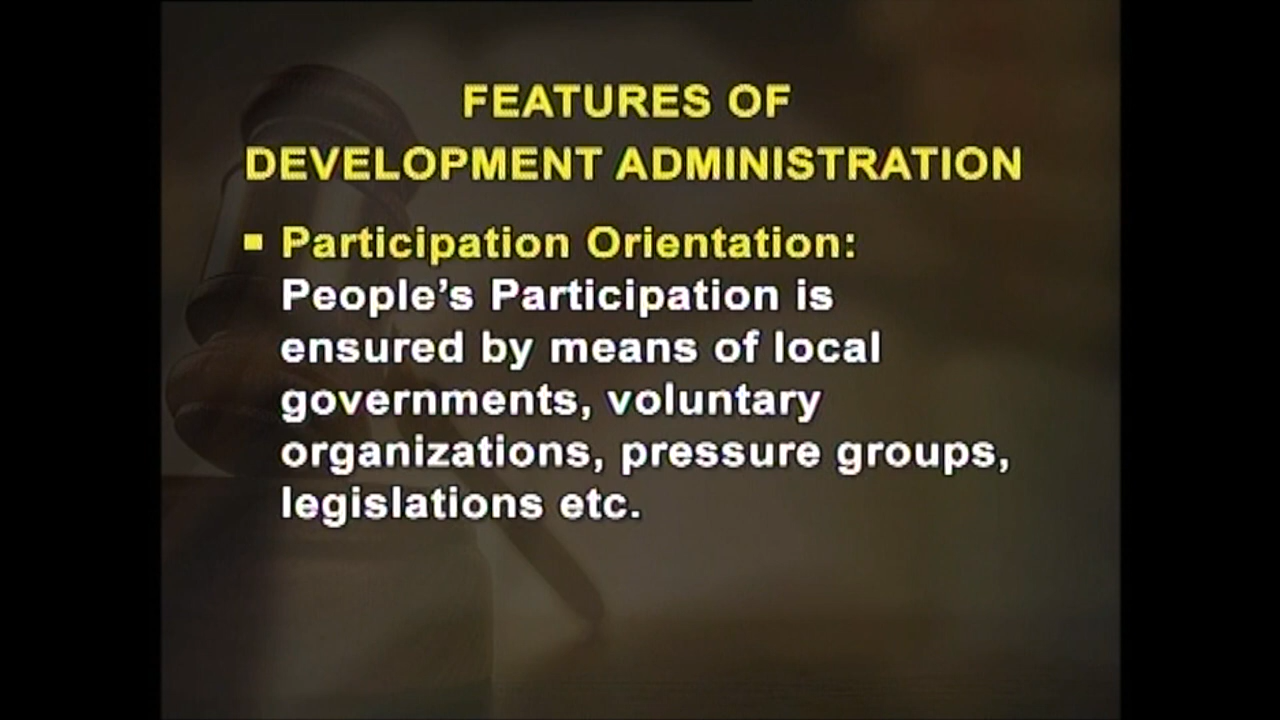 FEATURES OF
DEVELOPMENT ADMINISTRATION
▪ Participation Orientation:
People’s Participation is
ensured by means of local
governments, voluntary
organizations, pressure groups,
legislations etc.